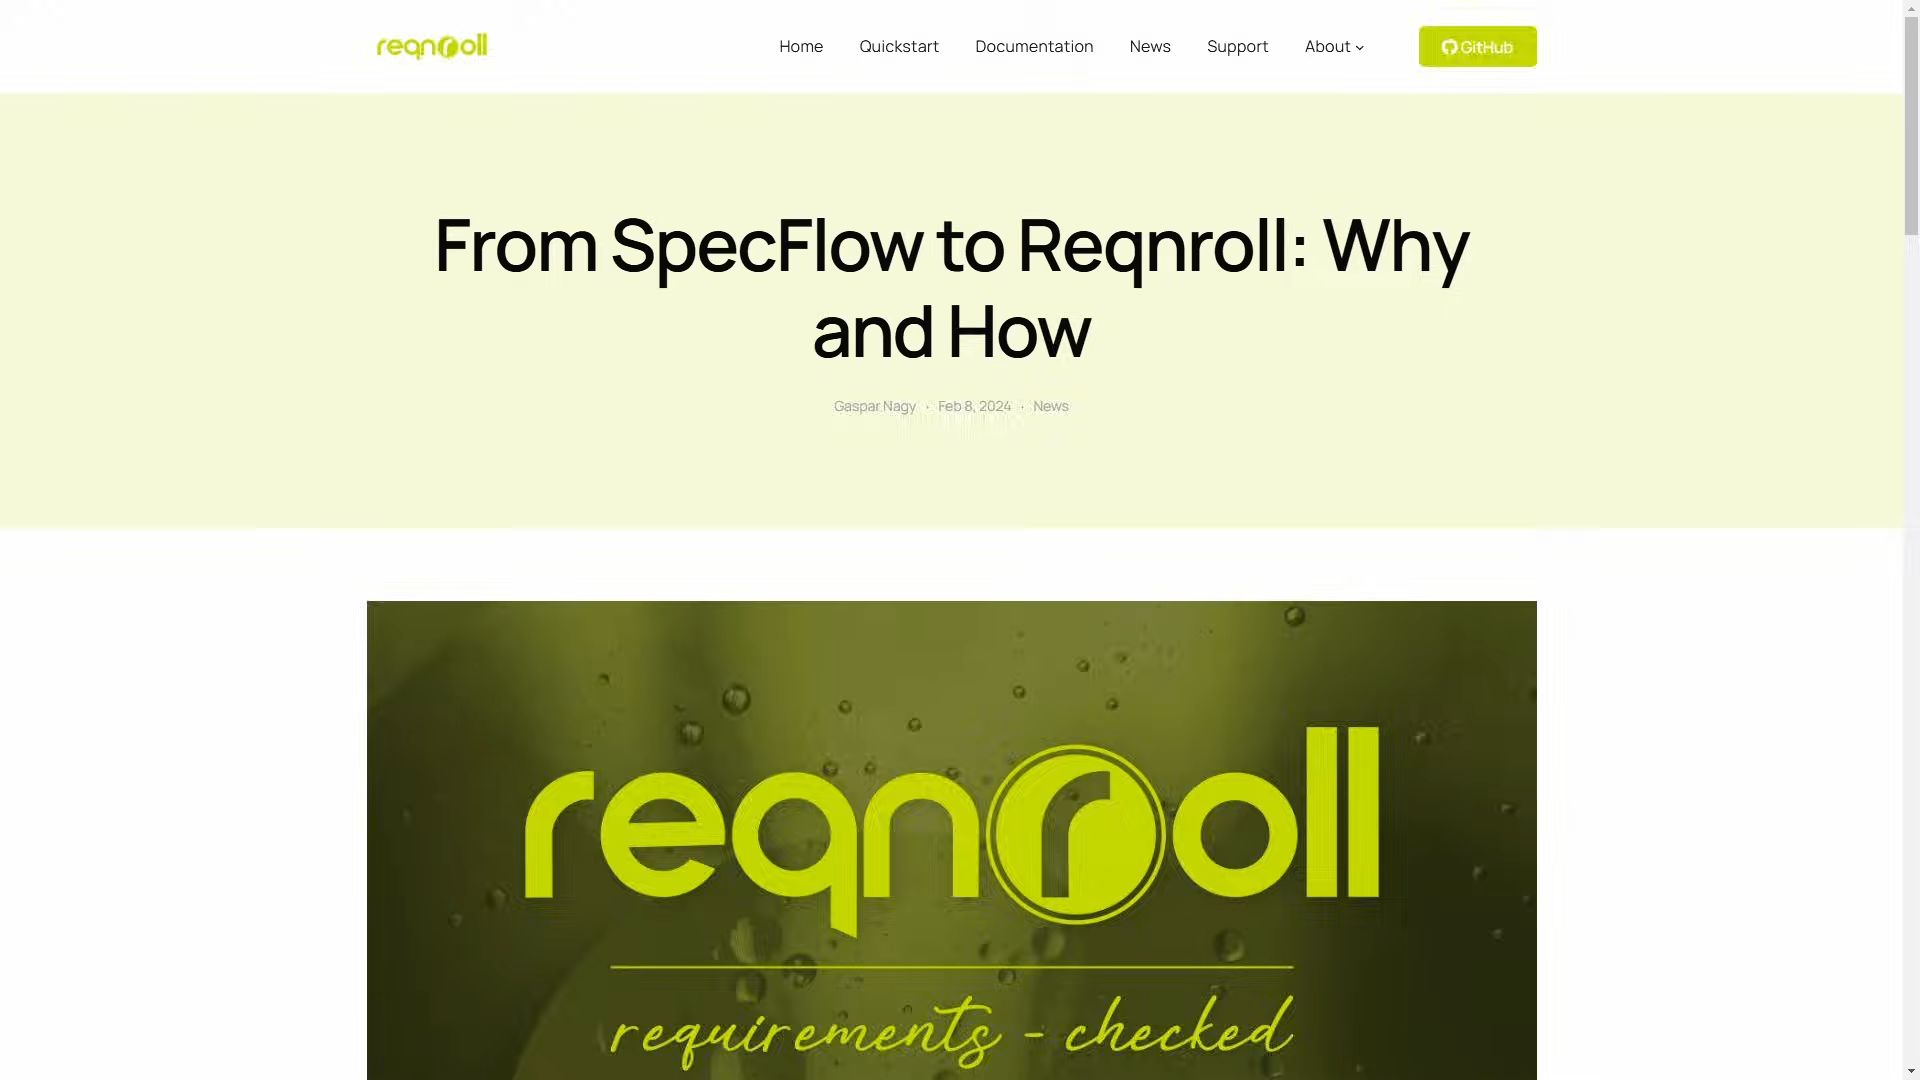 reqnroll
Home Quickstart Documentation News Support About GitHub
From SpecFlow to Reqnroll: Why
and How
Gaspar Nagy · Feb 8, 2024 · News
reqnroll
requirements - checked